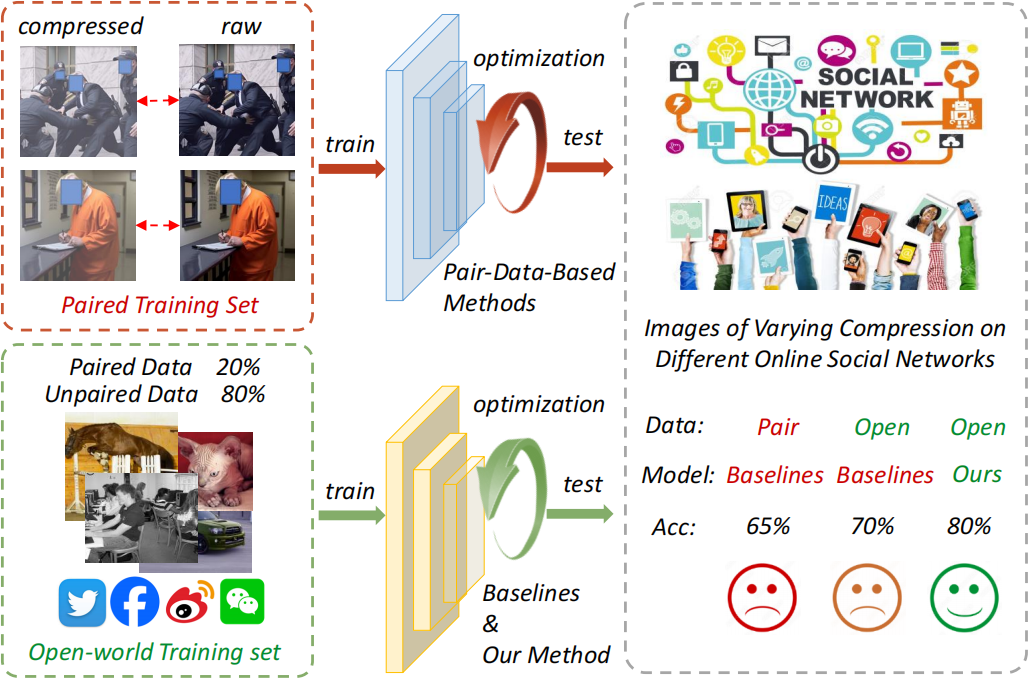 compressed raw
Paired Training Set
train
optimization
test
Pair-Data-Based
Methods
Paired Data 20%
Unpaired Data 80%
Open-world Training set
train
optimization
test
Baselines
&
Our Method
SOCIAL
NETWORK
IDEAS
Images of Varying Compression on
Different Online Social Networks
Data: Pair Open Open
Model: Baselines Baselines Ours
Acc: 65% 70% 80%